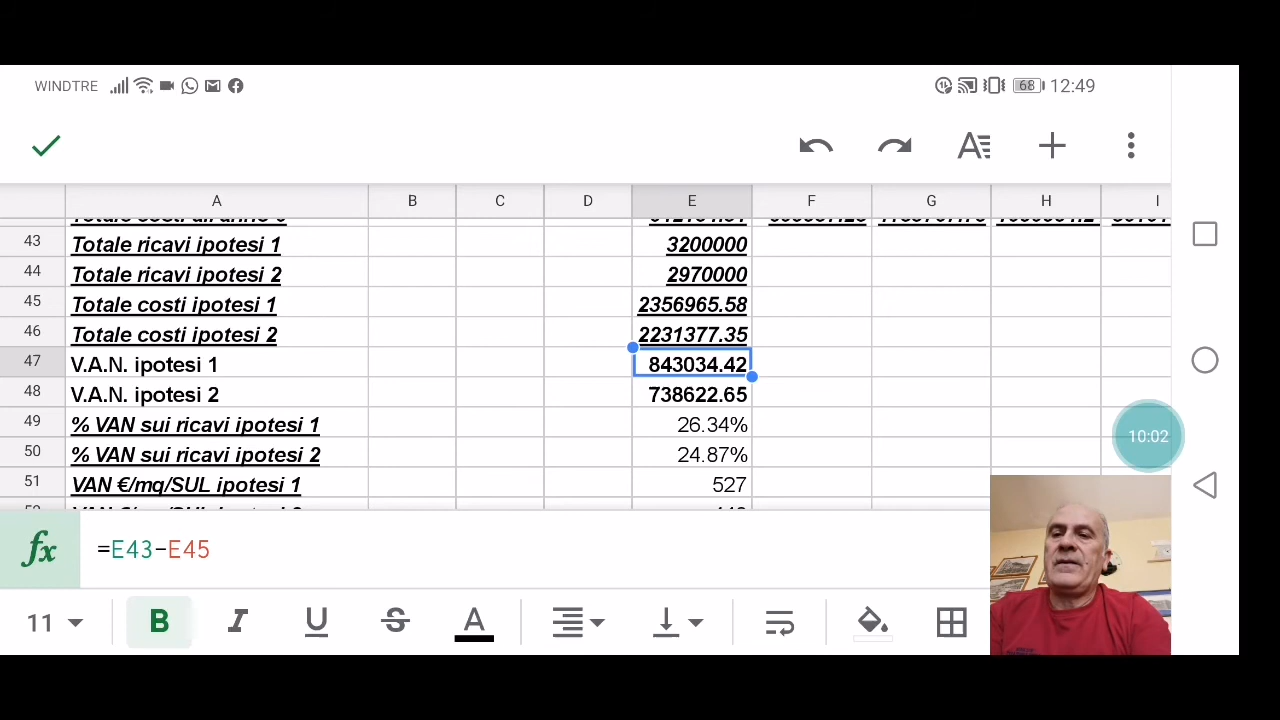 WINDTRE 68 12:49
A B C D E F G H I
43 Totale ricavi ipotesi 1 3200000
44 Totale ricavi ipotesi 2 2970000
45 Totale costi ipotesi 1 2356965.58
46 Totale costi ipotesi 2 2231377.35
47 V.A.N. ipotesi 1 843034.42
48 V.A.N. ipotesi 2 738622.65
49 % VAN sui ricavi ipotesi 1 26.34%
50 % VAN sui ricavi ipotesi 2 24.87%
51 VAN €/mq/SUL ipotesi 1 527
10:02
fx =E43-E45
11 B I U S A